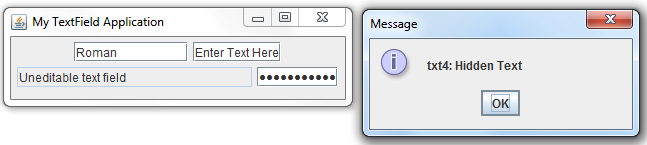 My TextField Application
Roman
Enter Text Here
Uneditable text field
●●●●●●●●●●●
Message
txt4: Hidden Text
OK